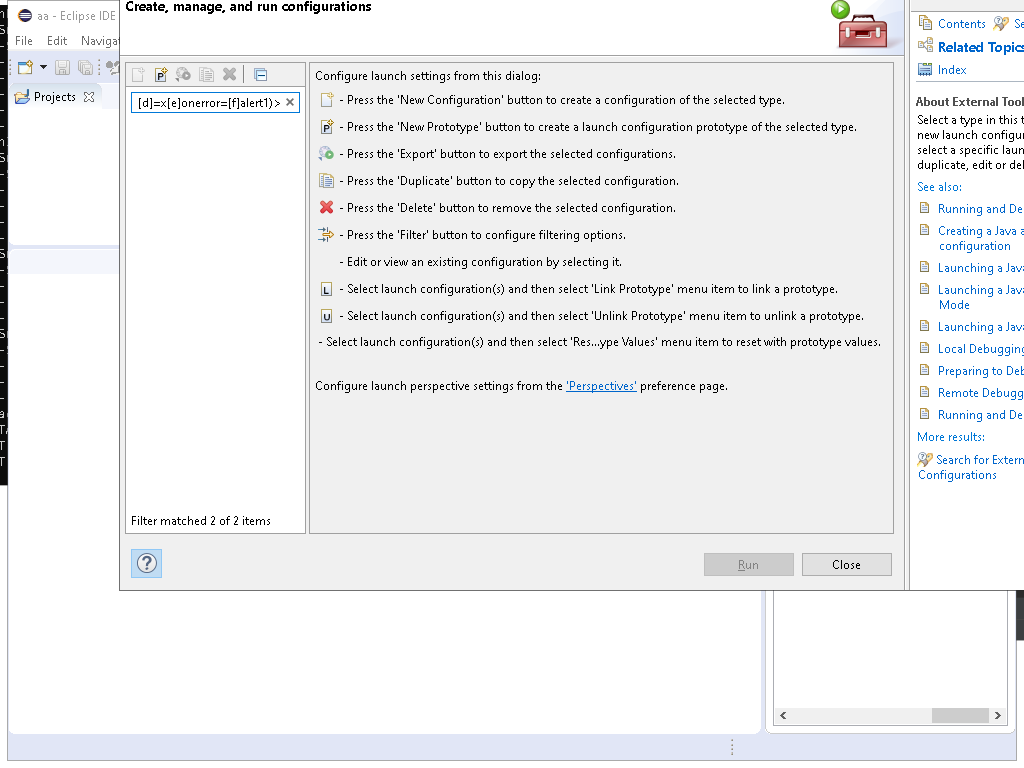 aa - Eclipse IDE
File Edit Navigat
Projects
Create, manage, and run configurations
[d]=x[e]onerror=[f]alert1)>
Filter matched 2 of 2 items
Configure launch settings from this dialog:
- Press the 'New Configuration' button to create a configuration of the selected type.
- Press the 'New Prototype' button to create a launch configuration prototype of the selected type.
- Press the 'Export' button to export the selected configurations.
- Press the 'Duplicate' button to copy the selected configuration.
- Press the 'Delete' button to remove the selected configuration.
- Press the 'Filter' button to configure filtering options.
- Edit or view an existing configuration by selecting it.
L - Select launch configuration(s) and then select 'Link Prototype' menu item to link a prototype.
U - Select launch configuration(s) and then select 'Unlink Prototype' menu item to unlink a prototype.
- Select launch configuration(s) and then select 'Res...ype Values' menu item to reset with prototype values.
Configure launch perspective settings from the 'Perspectives' preference page.
Run Close
Contents Se
Related Topics
Index
About External Tool
Select a type in this t
new launch configur
select a specific laun
duplicate, edit or del
See also:
Running and De
Creating a Java a
configuration
Launching a Java
Launching a Java
Mode
Launching a Java
Local Debugging
Preparing to Deb
Remote Debugg
Running and De
More results:
Search for Extern
Configurations